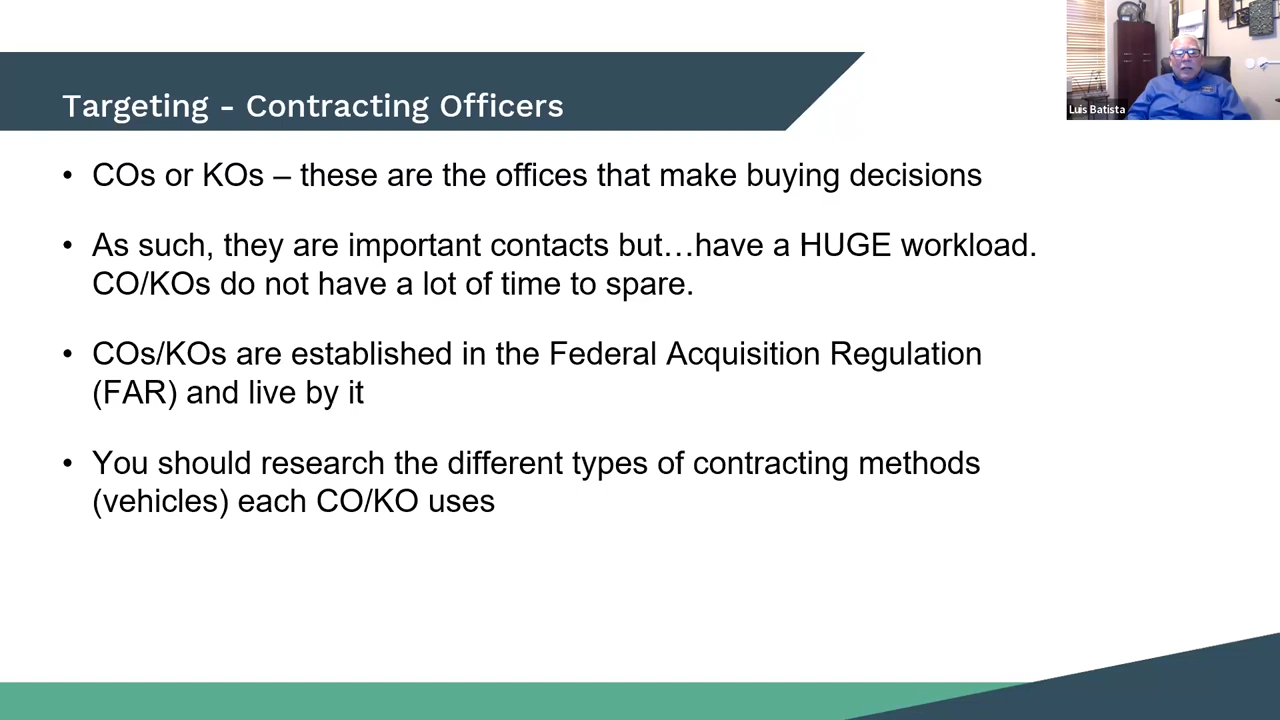 Targeting - Contracting Officers
Luis Batista
• COs or KOs – these are the offices that make buying decisions
• As such, they are important contacts but…have a HUGE workload.
CO/KOs do not have a lot of time to spare.
• COs/KOs are established in the Federal Acquisition Regulation
(FAR) and live by it
• You should research the different types of contracting methods
(vehicles) each CO/KO uses